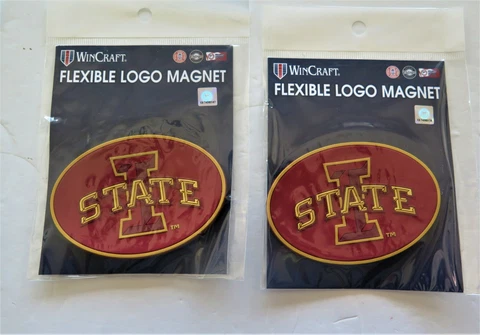 WINCRAFT.
FLEXIBLE LOGO MAGNET
I
STATE
TM
WINCRAFT.
FLEXIBLE LOGO MAGNET
I
STATE
TM